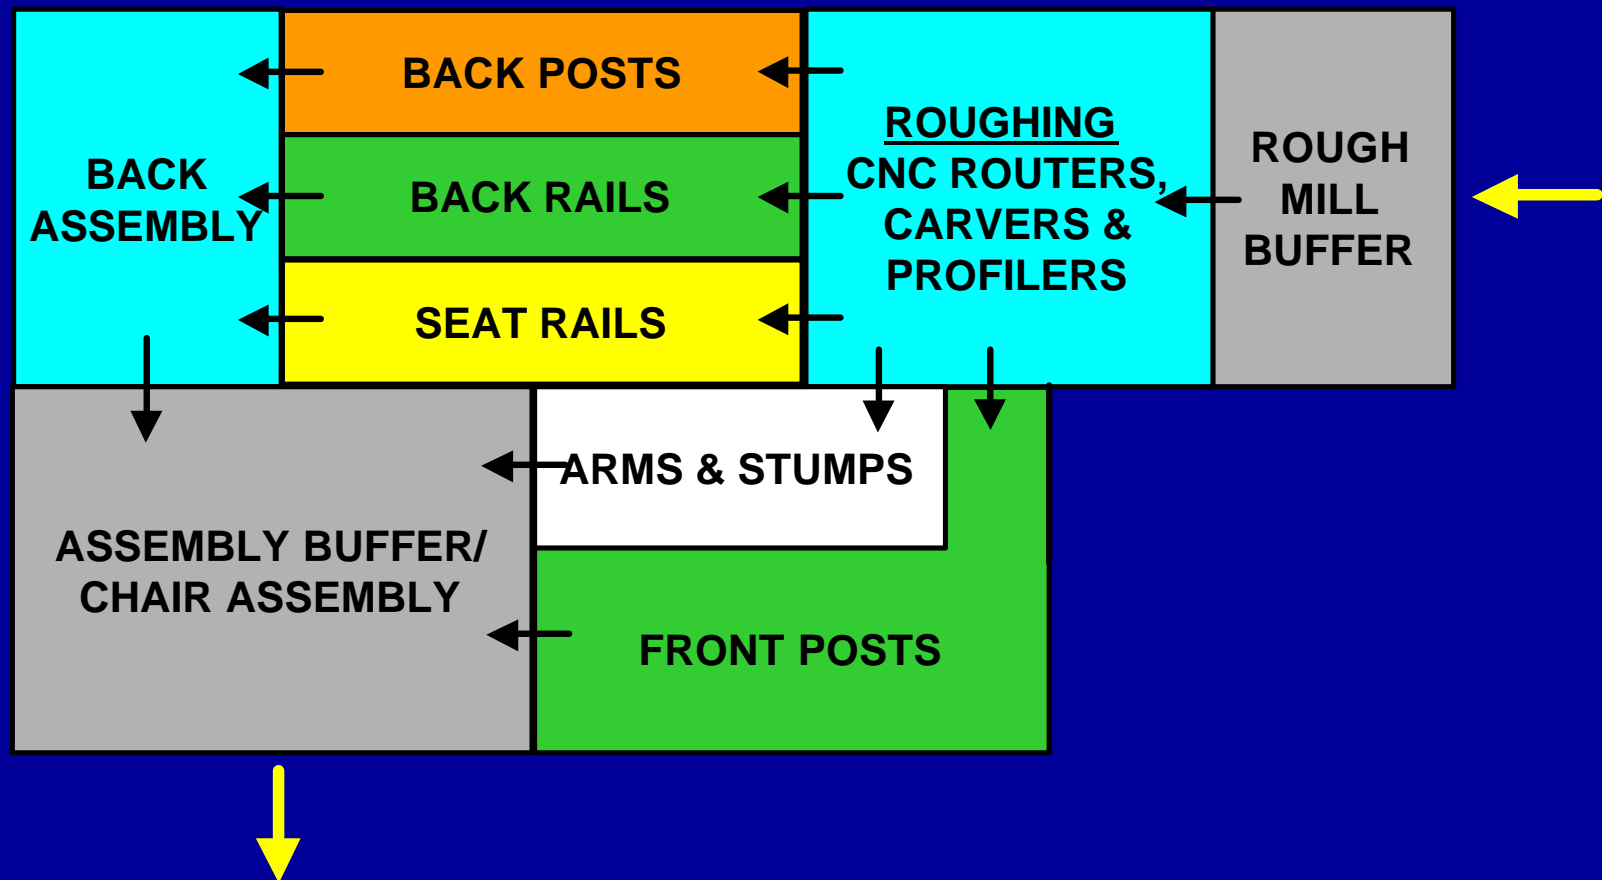 BACK POSTS
BACK
ASSEMBLY
BACK RAILS
SEAT RAILS
ROUGHING
CNC ROUTERS,
CARVERS &
PROFILERS
ROUGH
MILL
BUFFER
ARMS & STUMPS
ASSEMBLY BUFFER/
CHAIR ASSEMBLY
FRONT POSTS